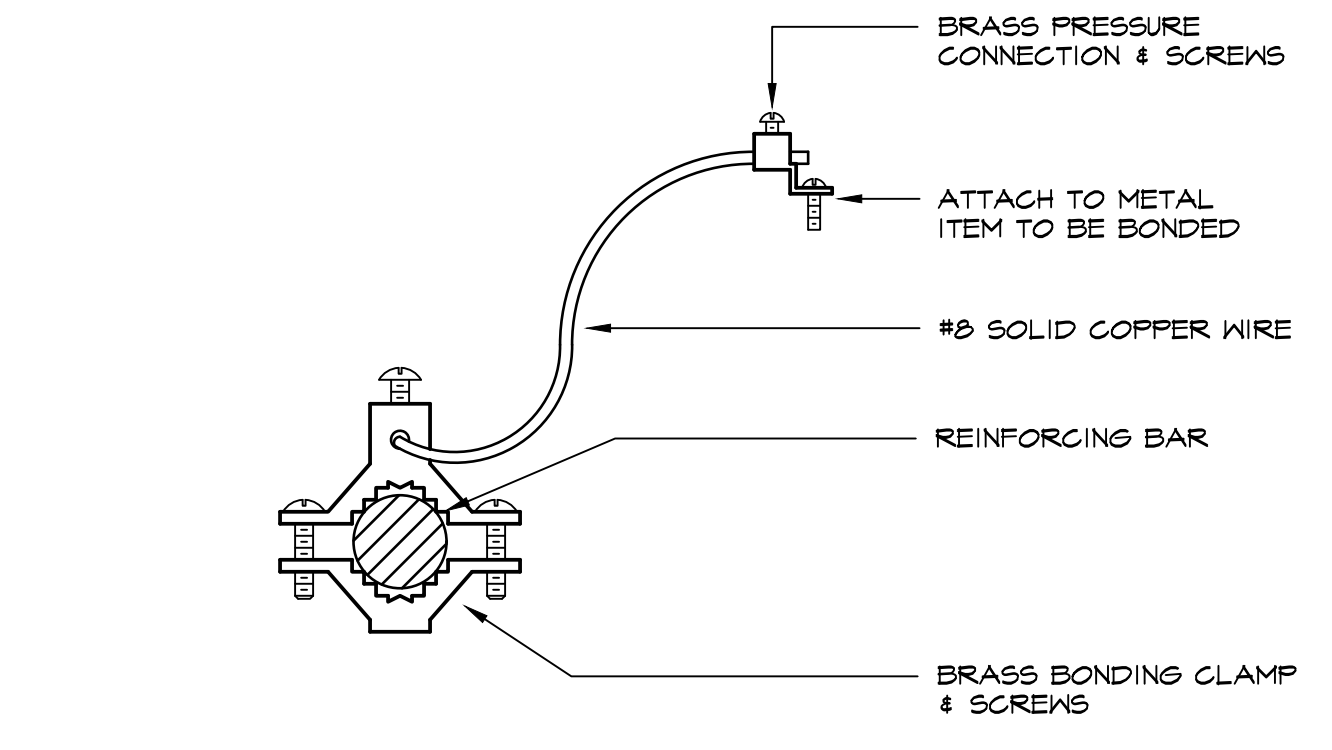 BRASS PRESSURE
CONNECTION & SCREWS
ATTACH TO METAL
ITEM TO BE BONDED
#8 SOLID COPPER WIRE
REINFORCING BAR
BRASS BONDING CLAMP
& SCREWS